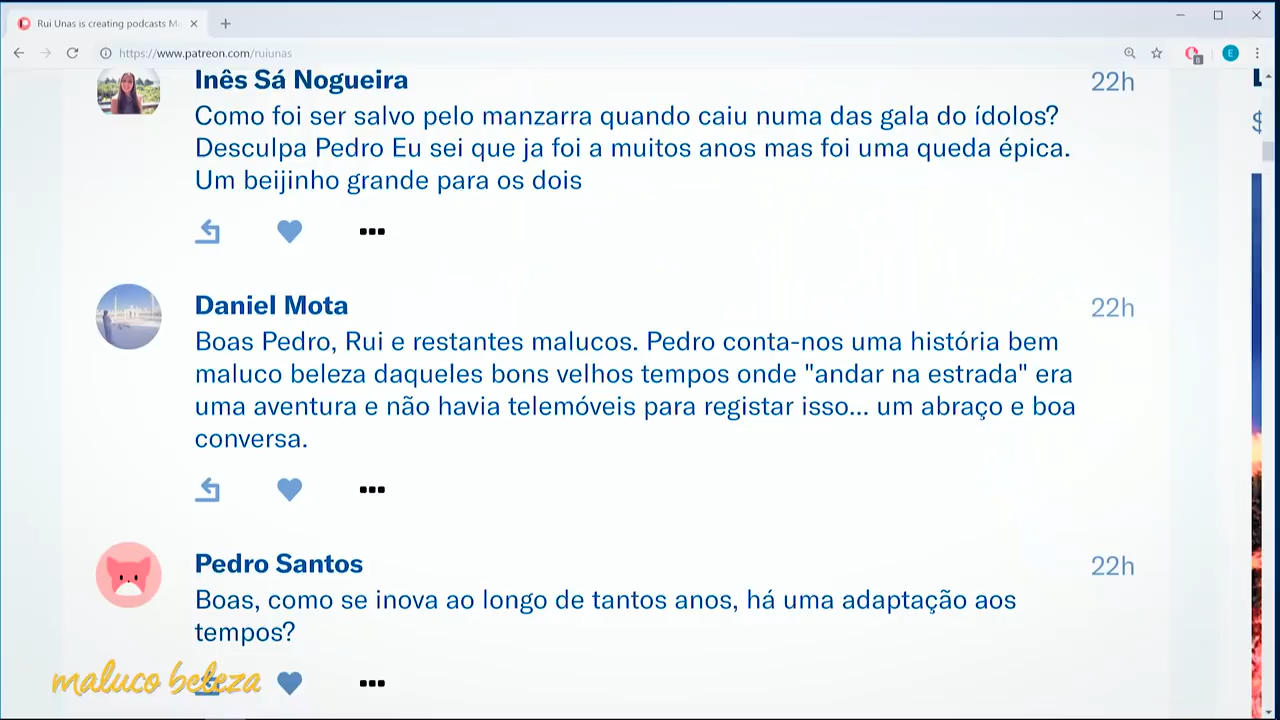 Rui Unas is creating podcasts Ma
https://www.patreon.com/ruiunas
E
Inês Sá Nogueira
22h
Como foi ser salvo pelo manzarra quando caiu numa das gala do ídolos?
Desculpa Pedro Eu sei que ja foi a muitos anos mas foi uma queda épica.
Um beijinho grande para os dois
$
Daniel Mota
22h
Boas Pedro, Rui e restantes malucos. Pedro conta-nos uma história bem
maluco beleza daqueles bons velhos tempos onde "andar na estrada" era
uma aventura e não havia telemóveis para registar isso... um abraço e boa
conversa.
Pedro Santos
22h
Boas, como se inova ao longo de tantos anos, há uma adaptação aos
tempos?
maluco beleza